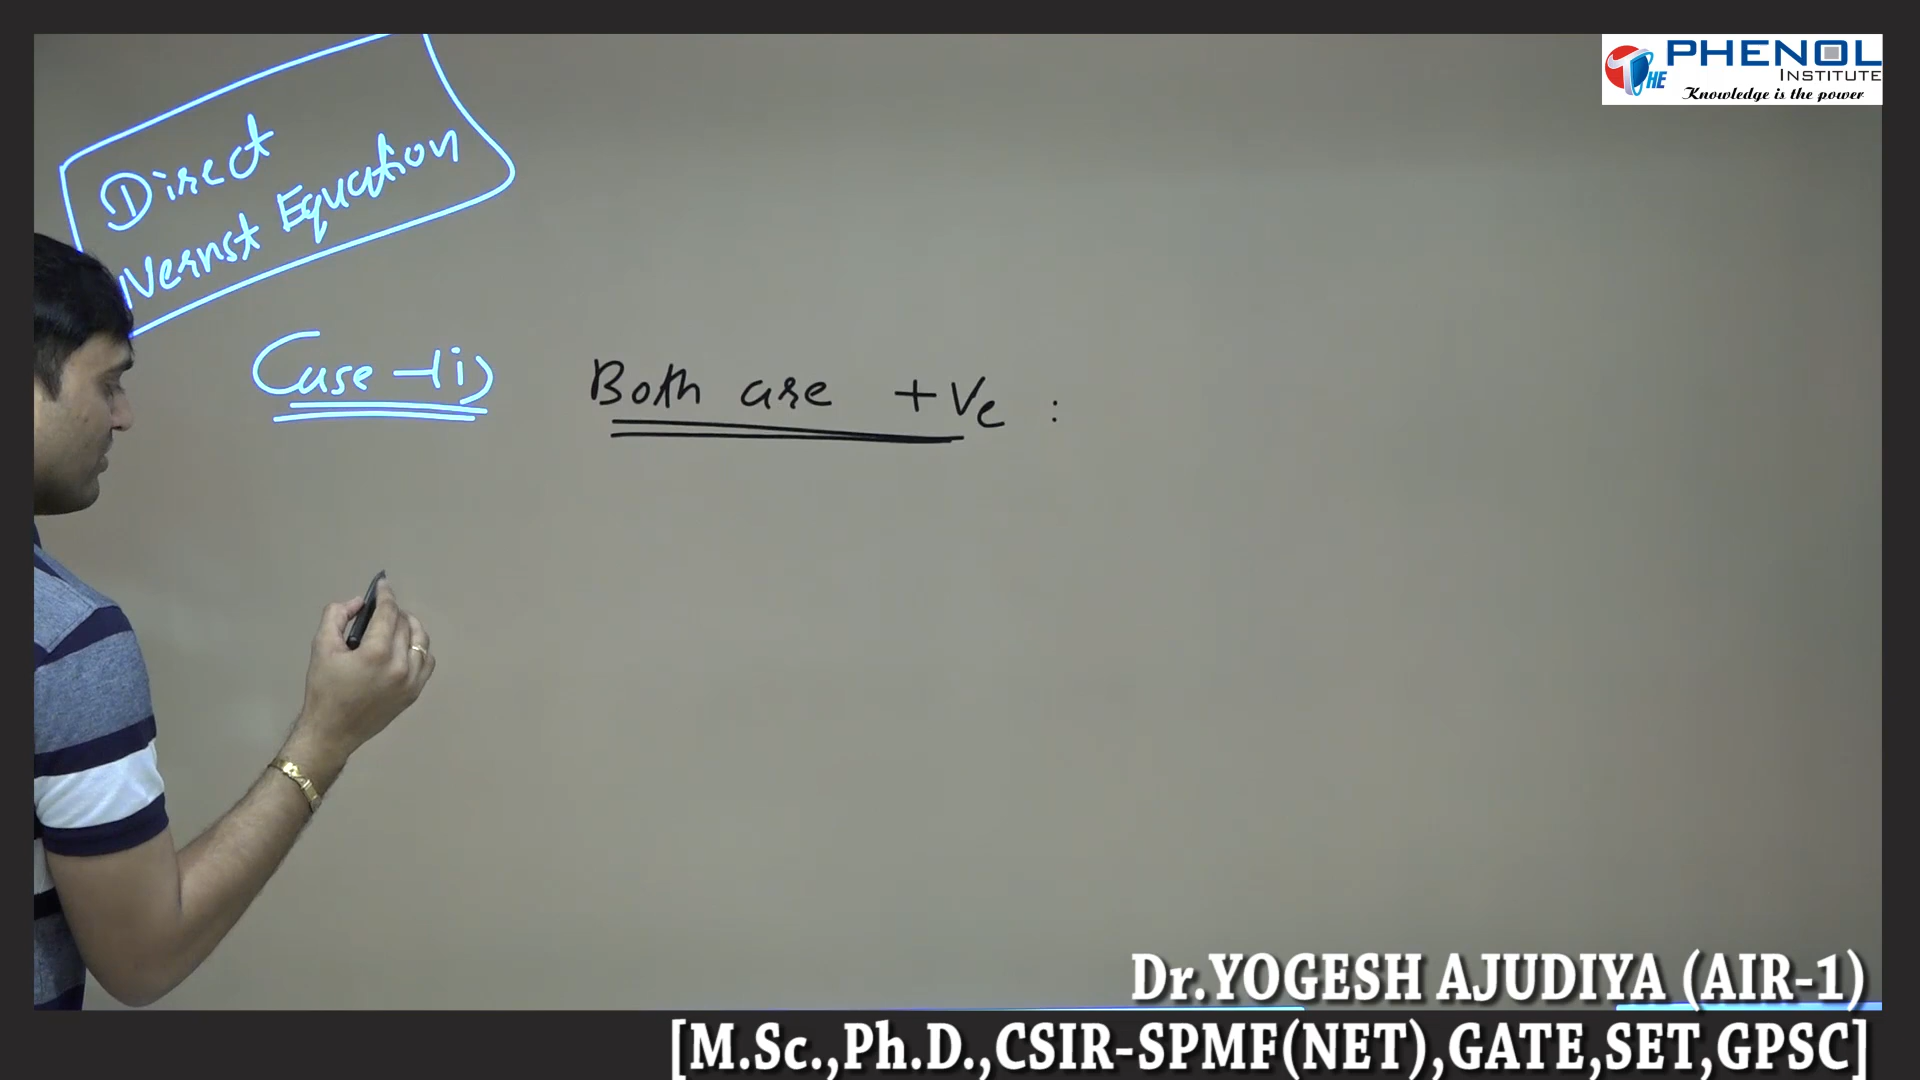 Direct
Nernst Equation
Case-(i)
Both are +Ve :
THE PHENOL
INSTITUTE
Knowledge is the power
Dr.YOGESH AJUDIYA (AIR-1)
[M.Sc.,Ph.D.,CSIR-SPMF(NET),GATE,SET,GPSC]